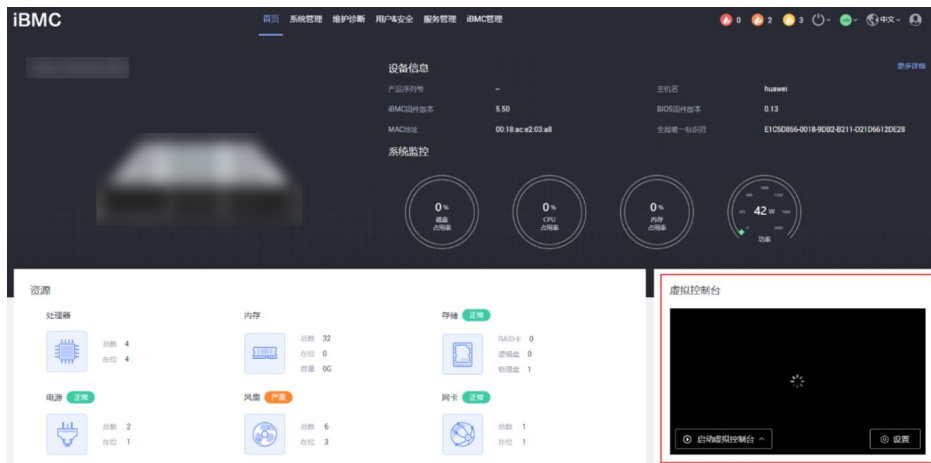 iBMC
首页 系统管理 维护诊断 用户&安全 服务管理 iBMC管理 0 2 3 中文
设备信息 更多详情
产品序列号 -- 主机名 huawei
iBMC固件版本 5.50 BIOS固件版本 0.13
MAC地址 00:18:ac:e2:03:a8 全局唯一标识符 E1C5D866-0018-9DB2-B211-D21D6612DE28
系统监控
0 % 磁盘 占用率
0 % CPU 占用率
0 % 内存 占用率
42 W 功率
资源
处理器
总数 4
在位 4
内存
总数 32
在位 0
容量 0G
存储 正常
RAID卡 0
逻辑盘 0
物理盘 1
电源 正常
总数 2
在位 1
风扇 严重
总数 6
在位 3
网卡 正常
总数 1
在位 1
虚拟控制台
启动虚拟控制台 设置